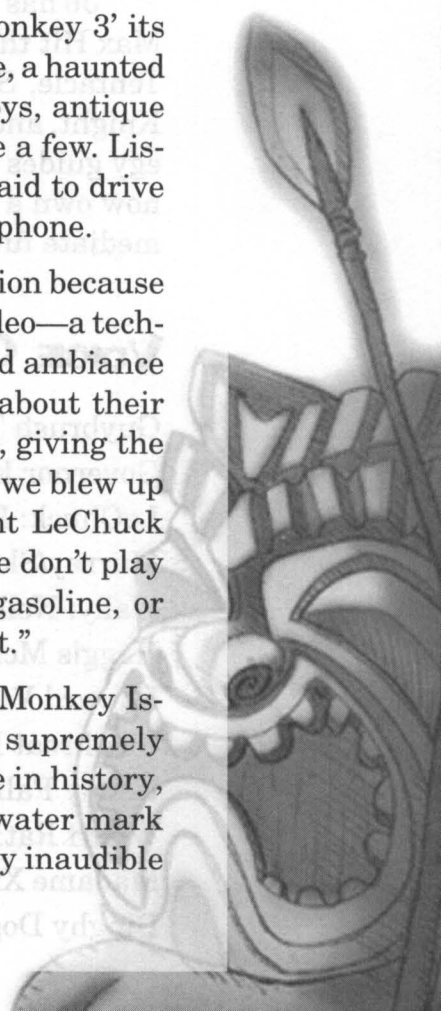 onkey 3’ its
e, a haunted
ys, antique
e a few. Lis-
aid to drive
phone.
ion because
deo—a tech-
d ambiance
about their
, giving the
we blew up
nt LeChuck
e don’t play
gasoline, or
t.”
Monkey Is-
supremely
e in history,
water mark
y inaudible